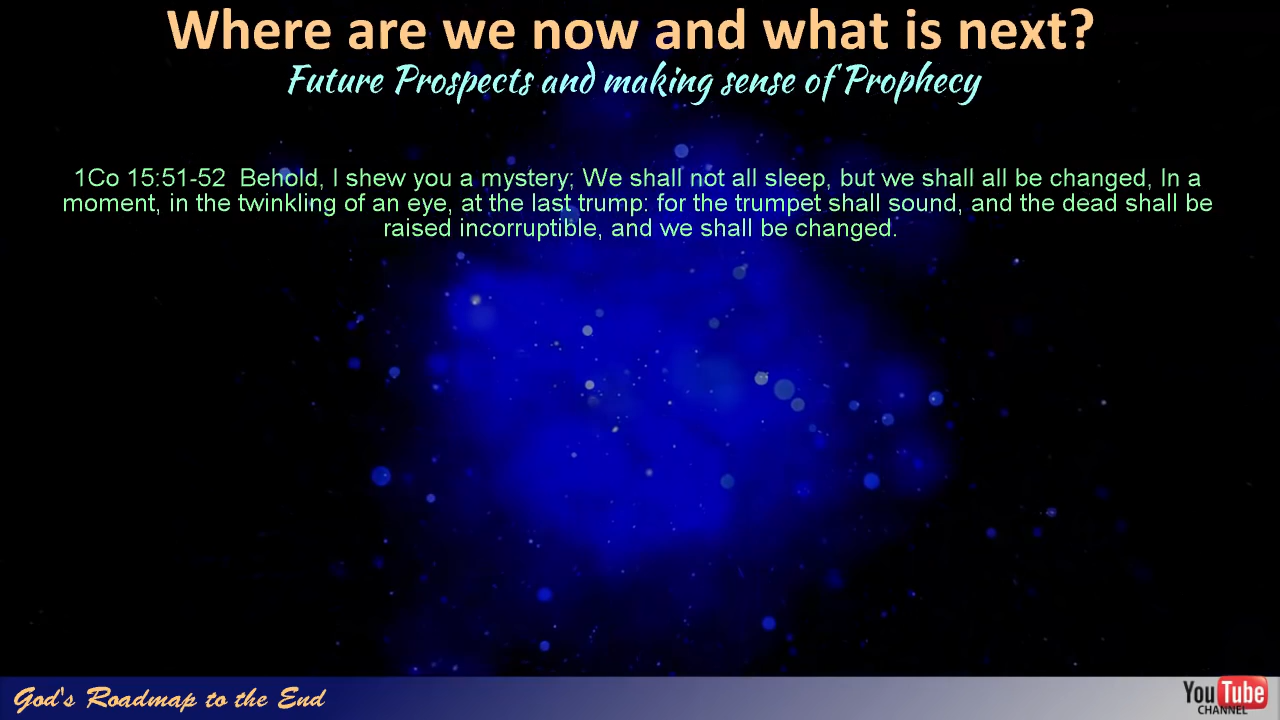 Where are we now and what is next?
Future Prospects and making sense of Prophecy
1Co 15:51-52  Behold, I shew you a mystery; We shall not all sleep, but we shall all be changed, In a
moment, in the twinkling of an eye, at the last trump: for the trumpet shall sound, and the dead shall be
raised incorruptible, and we shall be changed.
God's Roadmap to the End
YouTube
CHANNEL